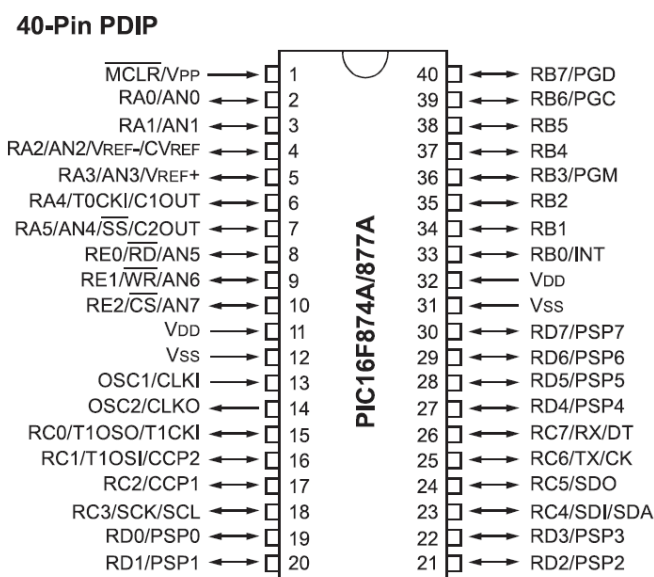 40-Pin PDIP
MCLR/VPP 1 40 RB7/PGD
RA0/AN0 2 39 RB6/PGC
RA1/AN1 3 38 RB5
RA2/AN2/VREF-/CVREF 4 37 RB4
RA3/AN3/VREF+ 5 36 RB3/PGM
RA4/T0CKI/C1OUT 6 35 RB2
RA5/AN4/SS/C2OUT 7 34 RB1
RE0/RD/AN5 8 33 RB0/INT
RE1/WR/AN6 9 32 VDD
RE2/CS/AN7 10 31 VSS
VDD 11 30 RD7/PSP7
VSS 12 29 RD6/PSP6
OSC1/CLKI 13 28 RD5/PSP5
OSC2/CLKO 14 27 RD4/PSP4
RC0/T1OSO/T1CKI 15 26 RC7/RX/DT
RC1/T1OSI/CCP2 16 25 RC6/TX/CK
RC2/CCP1 17 24 RC5/SDO
RC3/SCK/SCL 18 23 RC4/SDI/SDA
RD0/PSP0 19 22 RD3/PSP3
RD1/PSP1 20 21 RD2/PSP2
PIC16F874A/877A